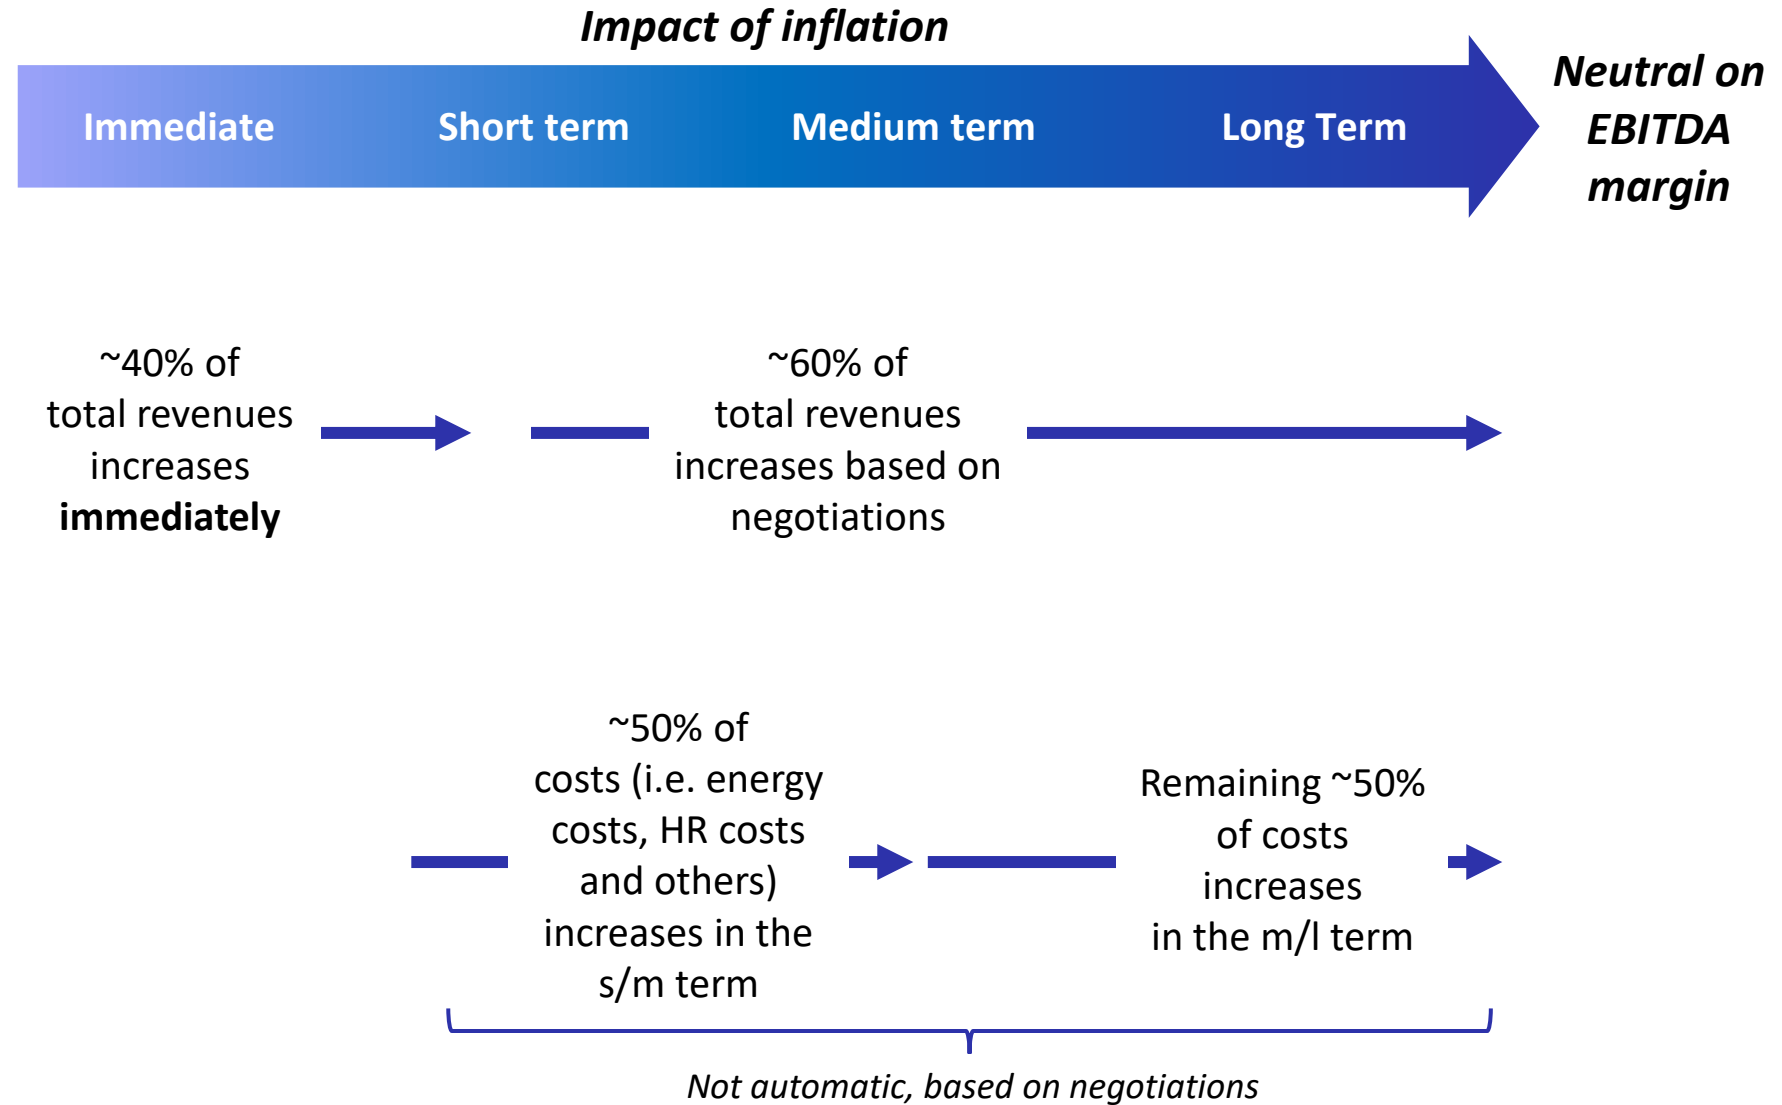 Impact of inflation
Immediate
Short term
Medium term
Long Term
Neutral on
EBITDA
margin
~40% of
total revenues
increases
immediately
~60% of
total revenues
increases based on
negotiations
~50% of
costs (i.e. energy
costs, HR costs
and others)
increases in the
s/m term
Remaining ~50%
of costs
increases
in the m/l term
Not automatic, based on negotiations